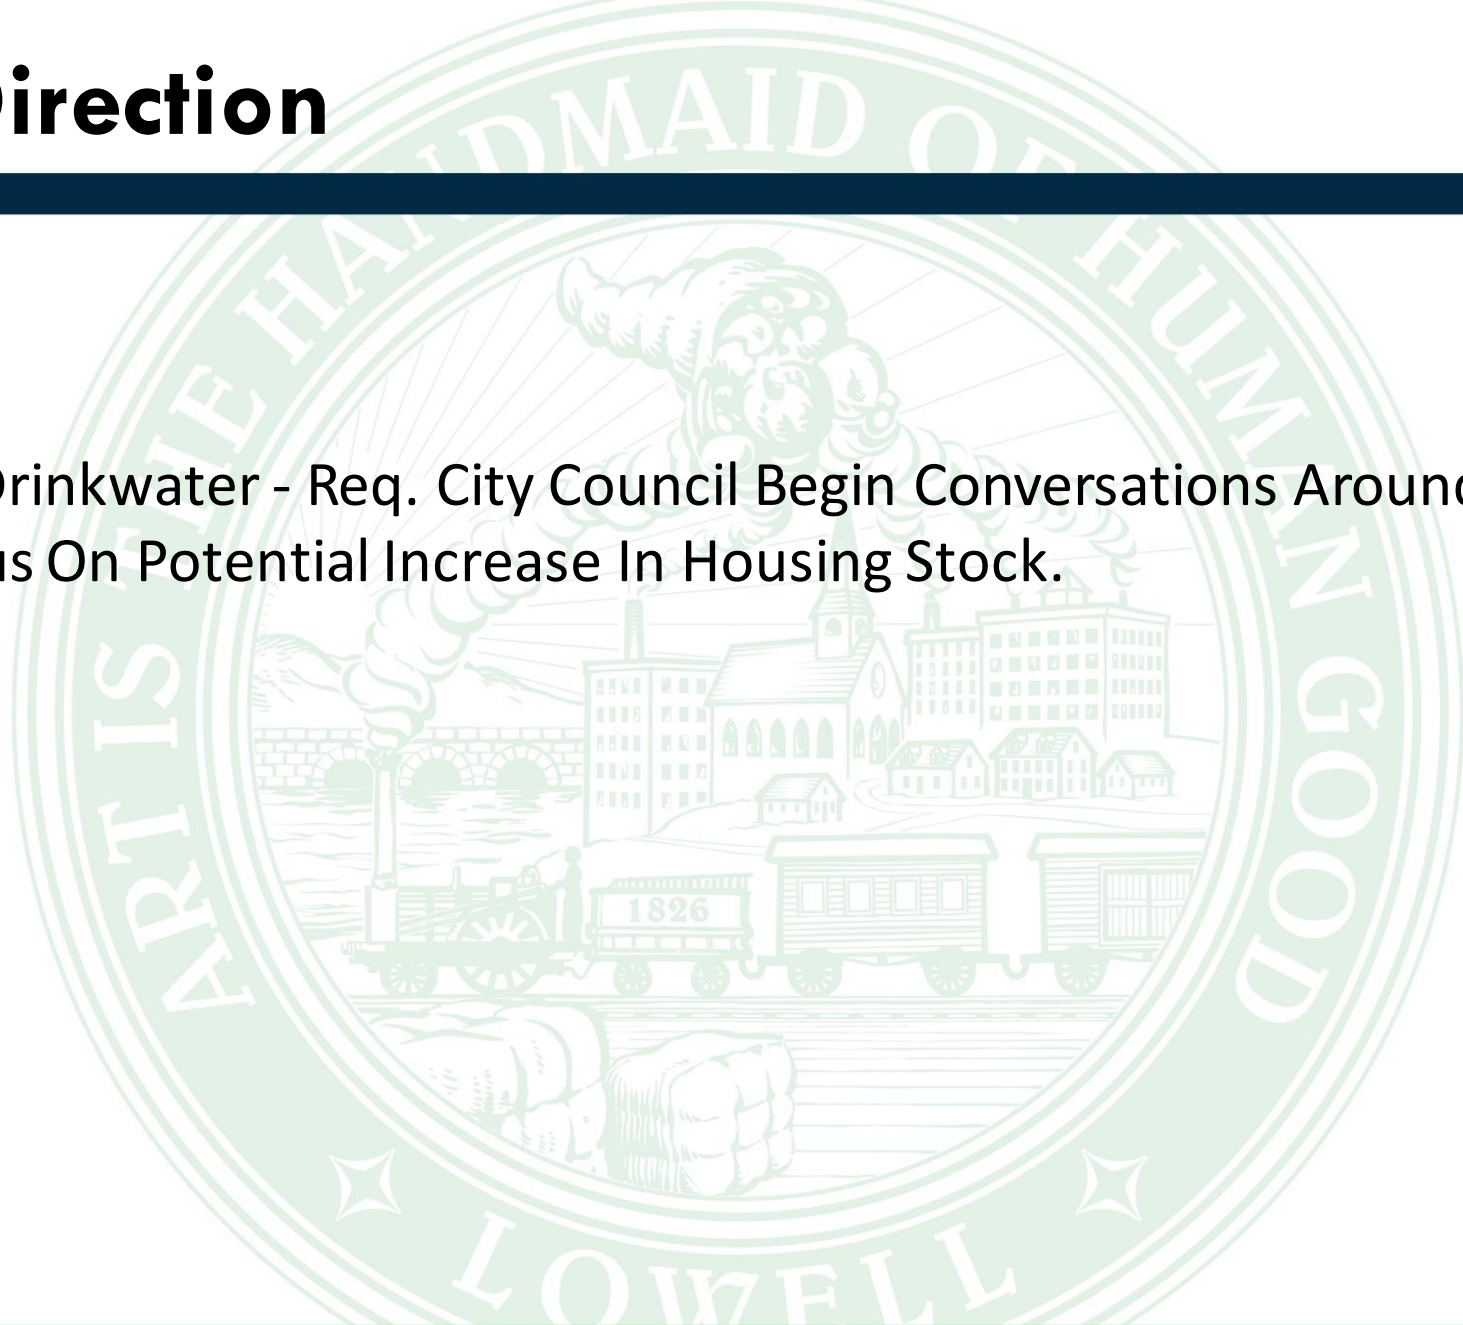 Direction
Drinkwater - Req. City Council Begin Conversations Around
us On Potential Increase In Housing Stock.
ART IS THE HANDMAID OF HUMAN GOOD
1826
LOWELL